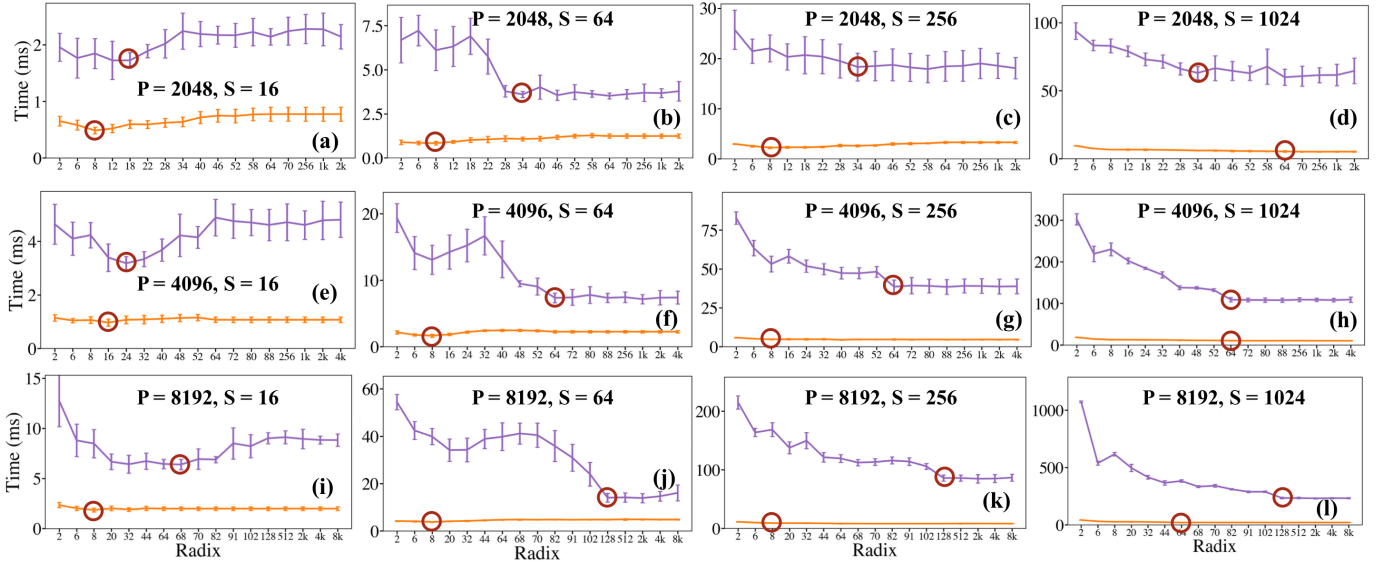 P = 2048, S = 16
Time (ms)
2
1
0
2 6 8 12 18 22 28 34 40 46 52 58 64 70 256 1k 2k
(a)
P = 2048, S = 64
7.5
5.0
2.5
0.0
2 6 8 12 18 22 28 34 40 46 58 64 70 256 1k 2k
(b)
P = 2048, S = 256
30
20
10
0
2 6 8 12 18 22 28 34 40 46 52 58 64 70 256 1k 2k
(c)
P = 2048, S = 1024
100
50
0
2 6 8 12 18 22 28 34 40 46 52 58 64 70 256 1k 2k
(d)
P = 4096, S = 16
Time (ms)
4
2
0
2 6 8 16 24 32 40 48 52 64 72 80 88 256 1k 2k 4k
(e)
P = 4096, S = 64
20
10
0
2 6 8 16 24 32 40 48 52 64 72 80 88 256 1k 2k 4k
(f)
P = 4096, S = 256
75
50
25
0
2 6 8 16 24 32 40 48 52 64 72 80 88 256 1k 2k 4k
(g)
P = 4096, S = 1024
300
200
100
0
2 6 8 16 24 32 40 48 52 64 72 80 88 256 1k 2k 4k
(h)
P = 8192, S = 16
Time (ms)
15
10
5
0
2 6 8 20 32 44 64 68 70 82 91 102 128 512 2k 4k 8k
Radix
(i)
P = 8192, S = 64
60
40
20
0
2 6 8 20 32 44 64 68 70 82 91 102 128 512 2k 4k 8k
Radix
(j)
P = 8192, S = 256
200
100
0
2 6 8 20 32 44 64 68 70 82 91 102 128 512 2k 4k 8k
Radix
(k)
P = 8192, S = 1024
1000
500
0
2 6 8 20 32 44 64 68 70 82 91 102 128 512 2k 4k 8k
Radix
(l)